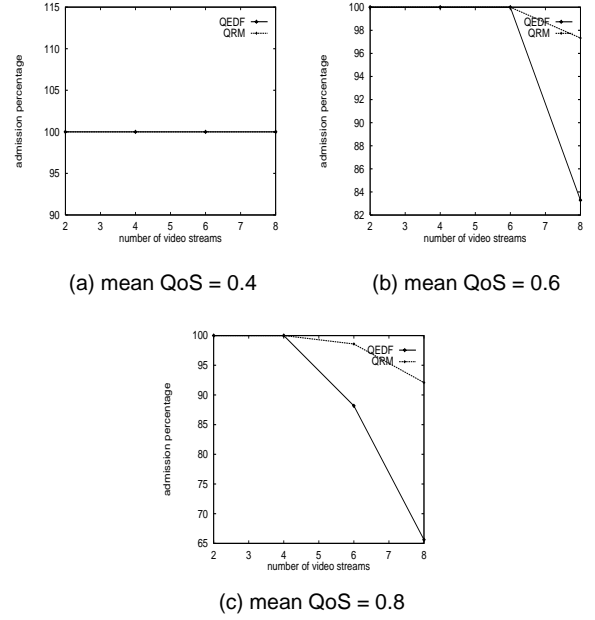 115
110
105
100
95
90
admission percentage
QEDF
QRM
2 3 4 5 6 7 8
number of video streams
(a) mean QoS = 0.4
100
98
96
94
92
90
88
86
84
82
admission percentage
QEDF
QRM
2 3 4 5 6 7 8
number of video streams
(b) mean QoS = 0.6
100
95
90
85
80
75
70
65
admission percentage
QEDF
QRM
2 3 4 5 6 7 8
number of video streams
(c) mean QoS = 0.8